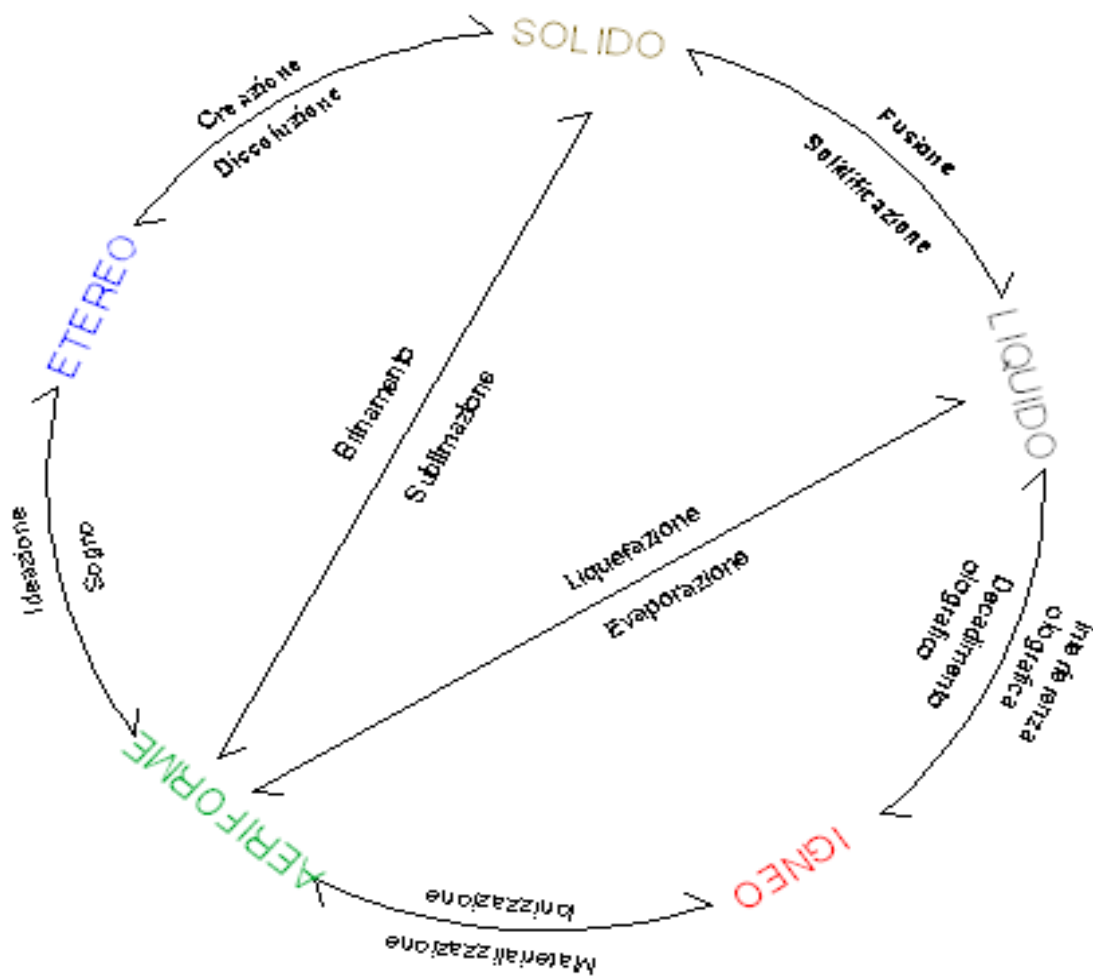 SOLIDO
Creazione
Dissoluzione
Fusione
Solidificazione
ETEREO
LIQUIDO
Brinamento
Sublimazione
Liquefazione
Evaporazione
Ideazione
Sogno
Decadimento
olografico
Interferenza
olografica
AERIFORME
IGNEO
Ionizzazione
Materializzazione